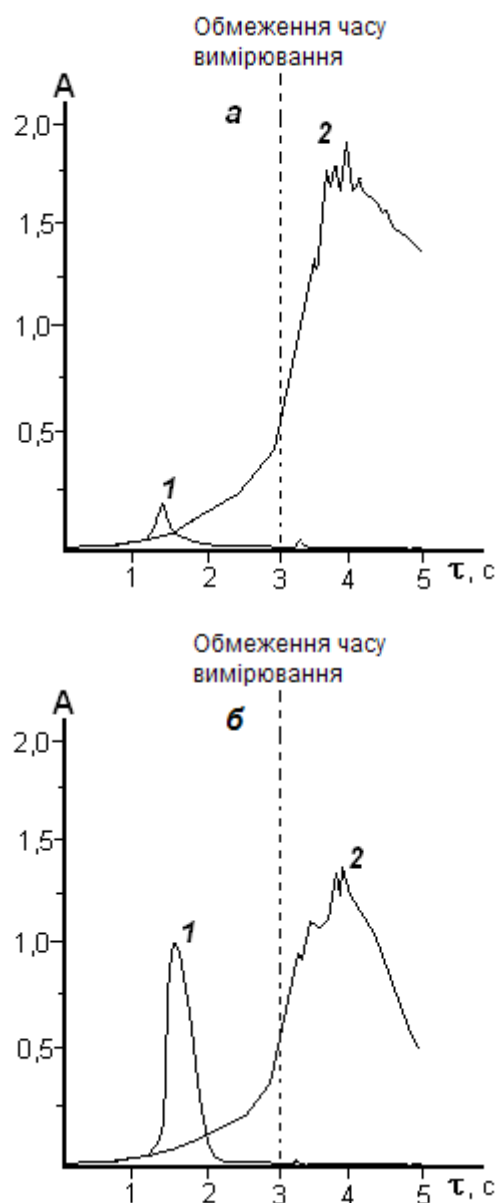 Обмеження часу
вимірювання
А
а
2
2,0
1,5
1,0
0,5
1
1 2 3 4 5 τ, с
Обмеження часу
вимірювання
А
б
2,0
1,5
2
1
1,0
0,5
1 2 3 4 5 τ, с